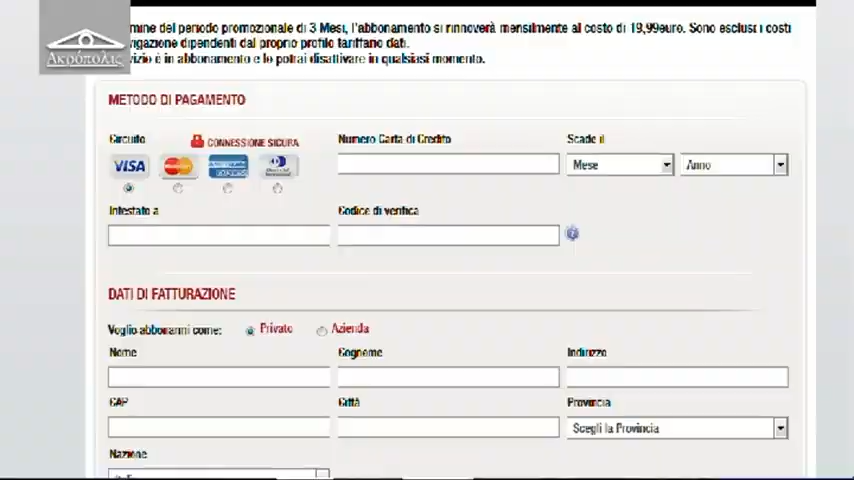 mine del periodo promozionale di 3 Mesi, l'abbonamento si rinnoverà mensilmente al costo di 19,99euro. Sono esclusi i costi
vigazione dipendenti dal proprio profilo tariffario dati.
vizio è in abbonamento e lo potrai disattivare in qualsiasi momento.
Ακρόπολις
METODO DI PAGAMENTO
Circuito
CONNESSIONE SICURA
Numero Carta di Credito
Scade il
VISA
MasterCard
Mese
Anno
Intestato a
Codice di verifica
DATI DI FATTURAZIONE
Voglio abbonarmi come: Privato Azienda
Nome Cognome Indirizzo
CAP Città Provincia
Scegli la Provincia
Nazione